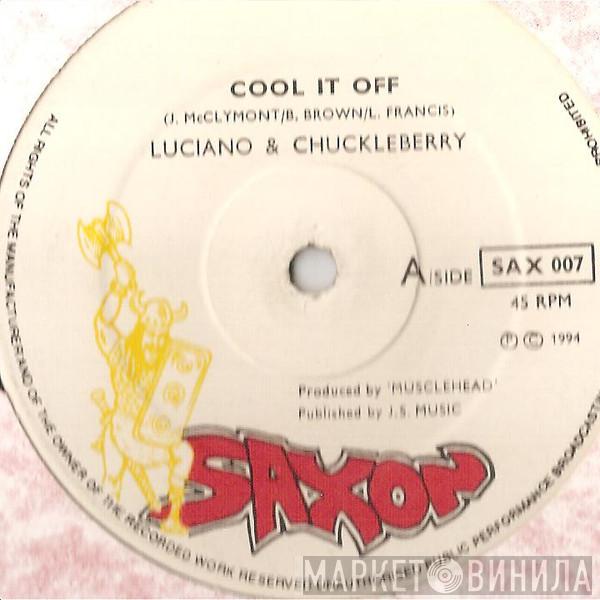 COOL IT OFF
(J. McCLYMONT/B. BROWN/L. FRANCIS)
LUCIANO & CHUCKLEBERRY
A/SIDE
SAX 007
45 RPM
Ⓟ © 1994
Produced by 'MUSCLEHEAD'
Published by J.S. MUSIC
SAXON
ALL RIGHTS OF THE MANUFACTURER AND OF THE OWNER OF THE RECORDED WORK RESERVED PUBLIC PERFORMANCE BROADCASTING
PROHIBITED
МАРКЕТ ВИНИЛА